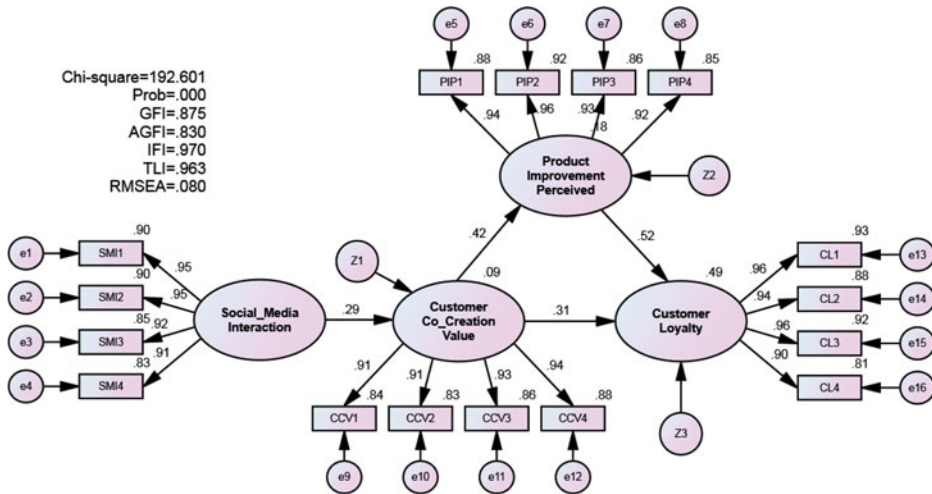 Chi-square=192.601
Prob=.000
GFI=.875
AGFI=.830
IFI=.970
TLI=.963
RMSEA=.080
e5 e6 e7 e8
.88 .92 .86 .85
PIP1 PIP2 PIP3 PIP4
.94 .96 .93 .92
.18
Product
Improvement
Perceived
Z2
.42 .52
.90
e1 SMI1
.95
.90
e2 SMI2
.95
.85
e3 SMI3
.92
.83
e4 SMI4
.91
Social_Media
Interaction
.29
Z1
.09
Customer
Co_Creation
Value
.31
.49
Customer
Loyalty
Z3
.93
.96
CL1 e13
.88
.94
CL2 e14
.92
.96
CL3 e15
.81
.90
CL4 e16
.91 .91 .93 .94
.84 .83 .86 .88
CCV1 CCV2 CCV3 CCV4
e9 e10 e11 e12